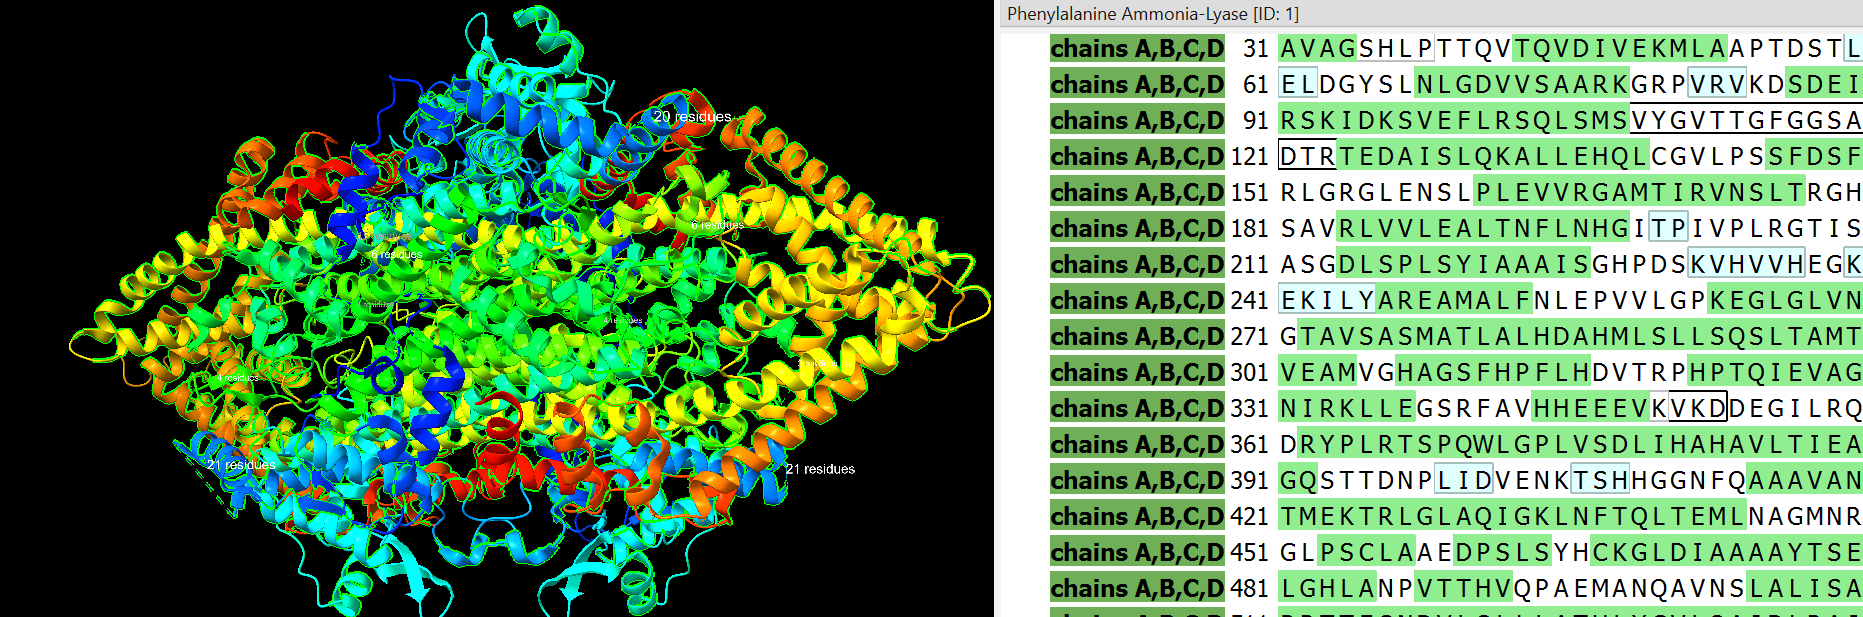 Phenylalanine Ammonia-Lyase [ID: 1]
20 residues
6 residues
6 residues
4 residues
4 residues
21 residues
21 residues
chains A,B,C,D 31 AVAGSHLPTTQVTQVDIVEKMLAAPTDSTL
chains A,B,C,D 61 ELDGYSLNLGDVVSAARKGRPVRVKDSDEI
chains A,B,C,D 91 RSKIDKSVEFLRSQLSMSVYGVTTGFGGSA
chains A,B,C,D 121 DTRTEDAISLQKALLEHQLCGVLPSSFDSF
chains A,B,C,D 151 RLGRGLENSLPLEVVRGAMTIRVNSLTRGH
chains A,B,C,D 181 SAVRLVVLEALTNFLNHGITPIVPLRGTIS
chains A,B,C,D 211 ASGDLSPLSYIAAAISGHPDSKVHVVHEGK
chains A,B,C,D 241 EKILYAREAMALFNLEPVVLGPKEGLGLVN
chains A,B,C,D 271 GTAVSASMATLALHDAHMLSLLSQSLTAMT
chains A,B,C,D 301 VEAMVGHAGSFHPFLHDVTRPHPTQIEVAG
chains A,B,C,D 331 NIRKLLEGSRFAVHHEEEVKVKDDEGILRQ
chains A,B,C,D 361 DRYPLRTSPQWLGPLVSDLIHAHAVLTIEA
chains A,B,C,D 391 GQSTTDNPLIDVENKTSHHGGNFQAAAVAN
chains A,B,C,D 421 TMEKTRLGLAQIGKLNFTQLTEMLNAGMNR
chains A,B,C,D 451 GLPSCLAAEDPSLSYHCKGLDIAAAAYTSE
chains A,B,C,D 481 LGHLANPVTTHVQPAEMANQAVNSLALISA